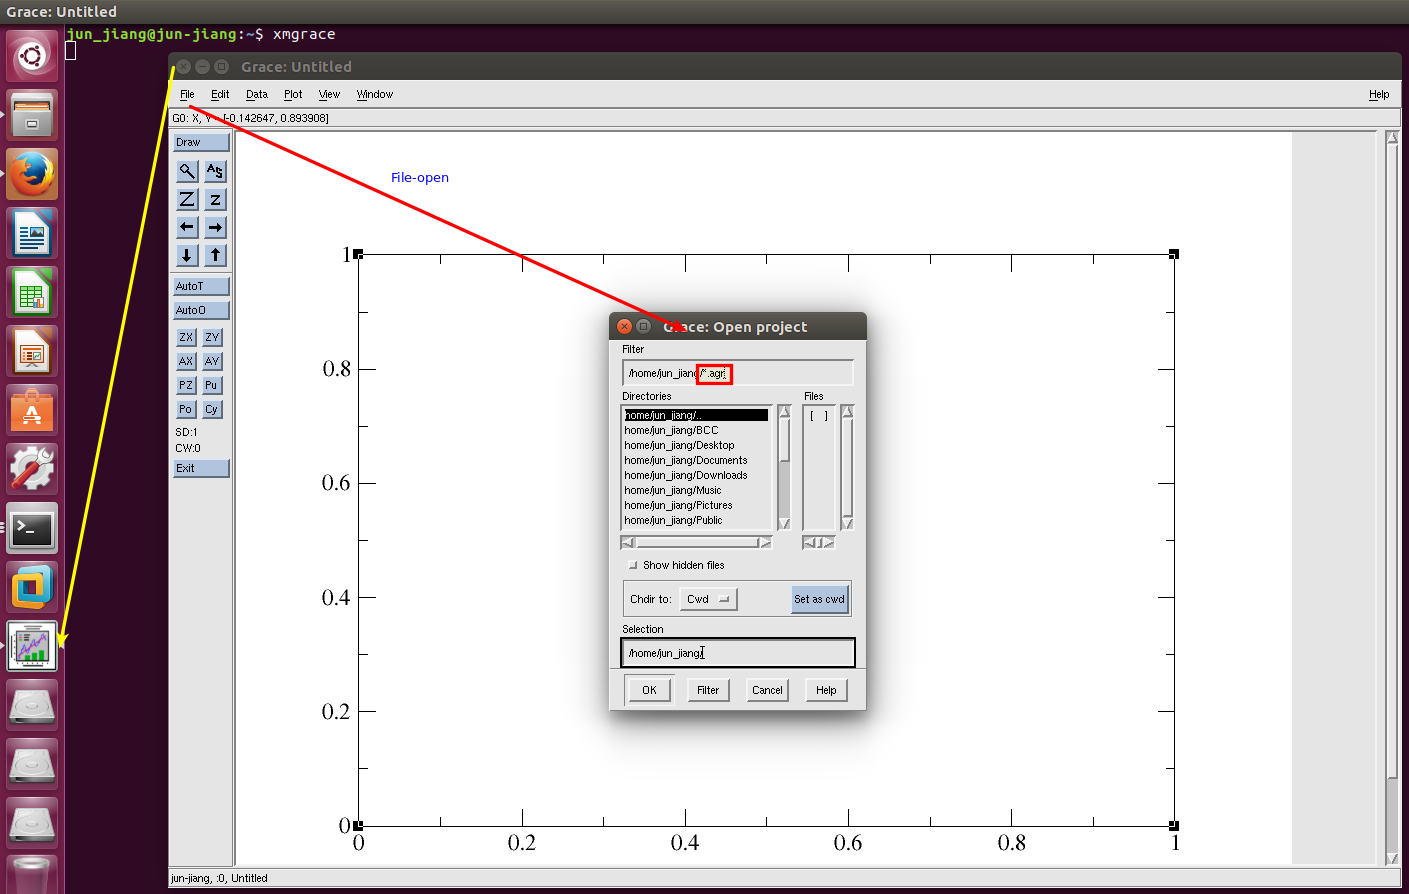 Grace: Untitled
jun_jiang@jun-jiang:~$ xmgrace
Grace: Untitled
File Edit Data Plot View Window Help
G0: X, Y = [-0.142647, 0.893908]
Draw
File-open
AutoT
AutoO
ZX ZY
AX AY
PZ Pu
Po Cy
SD:1
CW:0
Exit
1
0.8
0.6
0.4
0.2
0
0 0.2 0.4 0.6 0.8 1
Grace: Open project
Filter
/home/jun_jiang/*.agr
Directories Files
home/jun_jiang/.. [ ]
home/jun_jiang/BCC
home/jun_jiang/Desktop
home/jun_jiang/Documents
home/jun_jiang/Downloads
home/jun_jiang/Music
home/jun_jiang/Pictures
home/jun_jiang/Public
Show hidden files
Chdir to: Cwd Set as cwd
Selection
/home/jun_jiang/
OK Filter Cancel Help
jun-jiang, :0, Untitled